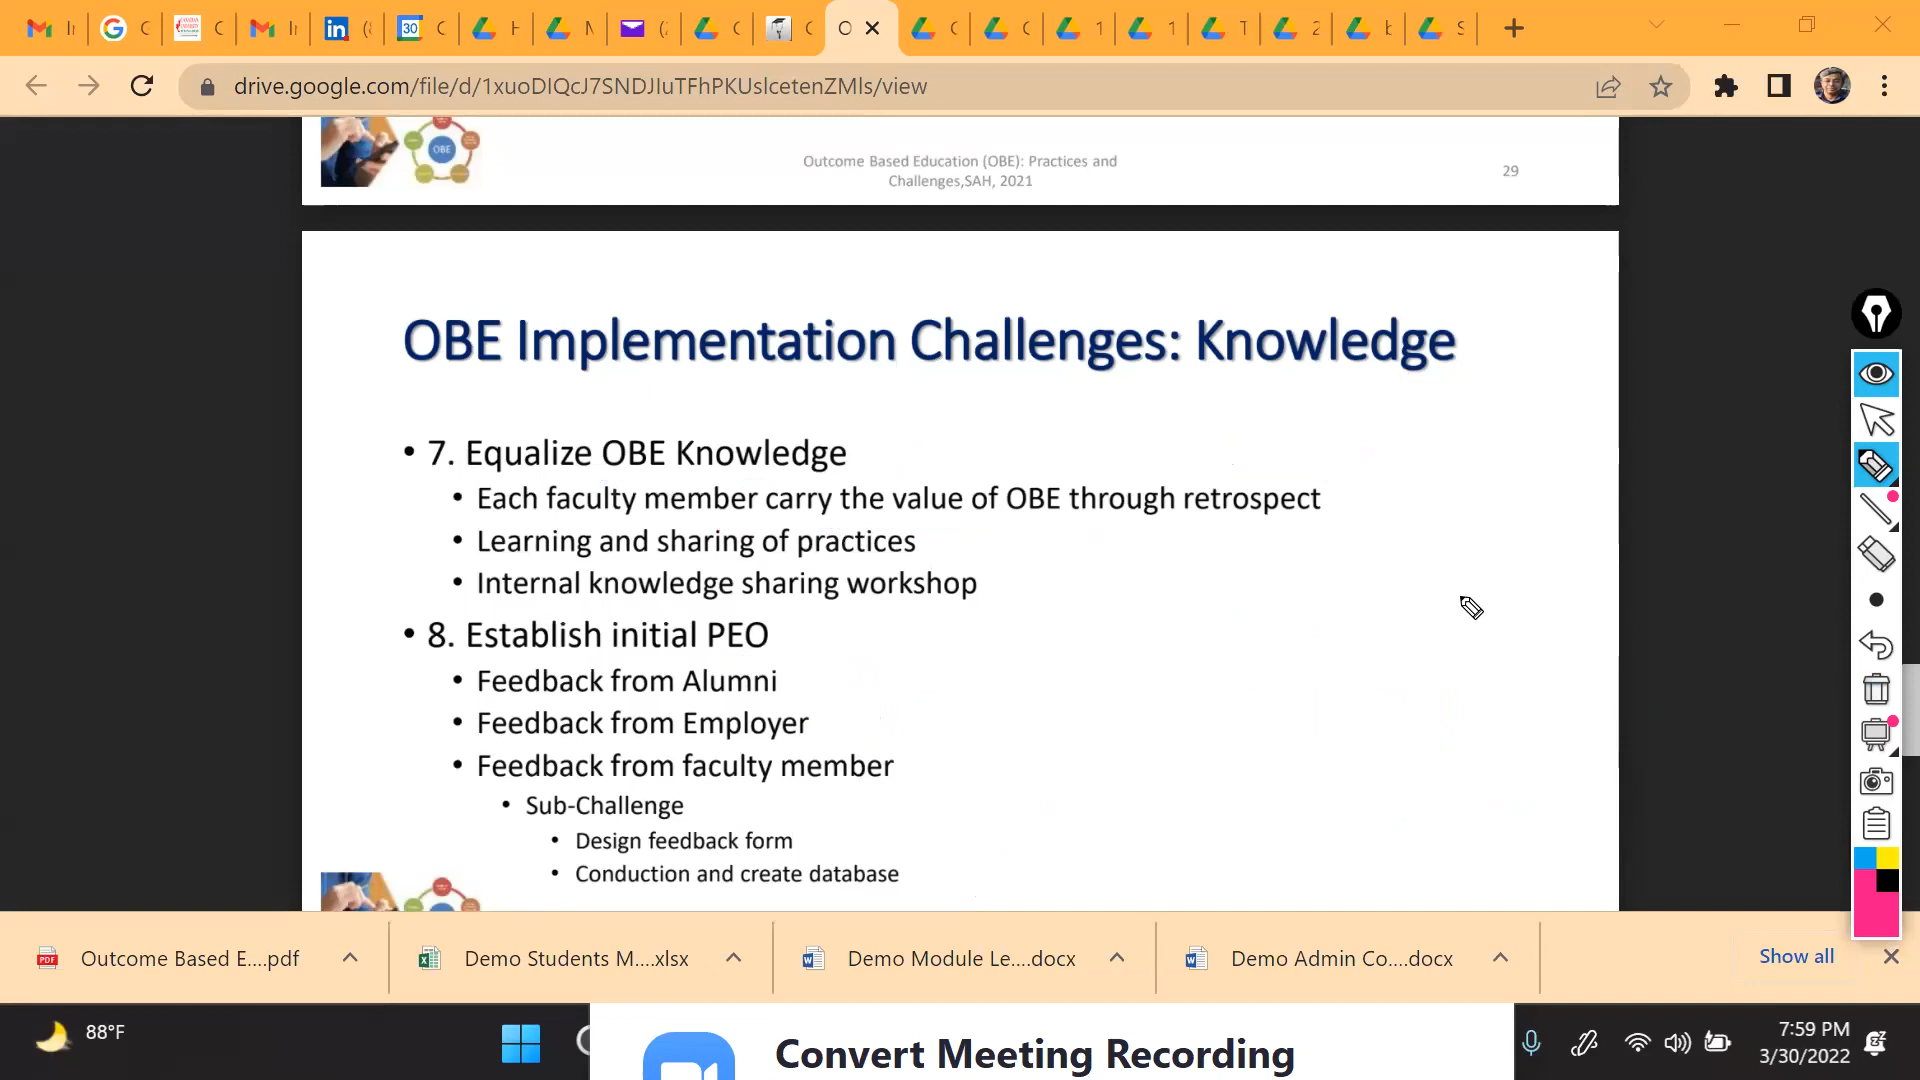 30
drive.google.com/file/d/1xuoDIQcJ7SNDJIuTFhPKUslcetenZMls/view
OBE
Outcome Based Education (OBE): Practices and
Challenges,SAH, 2021
29
OBE Implementation Challenges: Knowledge
• 7. Equalize OBE Knowledge
• Each faculty member carry the value of OBE through retrospect
• Learning and sharing of practices
• Internal knowledge sharing workshop
• 8. Establish initial PEO
• Feedback from Alumni
• Feedback from Employer
• Feedback from faculty member
• Sub-Challenge
• Design feedback form
• Conduction and create database
PDF
Outcome Based E....pdf
Demo Students M....xlsx
Demo Module Le....docx
Demo Admin Co....docx
Show all
88°F
Convert Meeting Recording
7:59 PM
3/30/2022